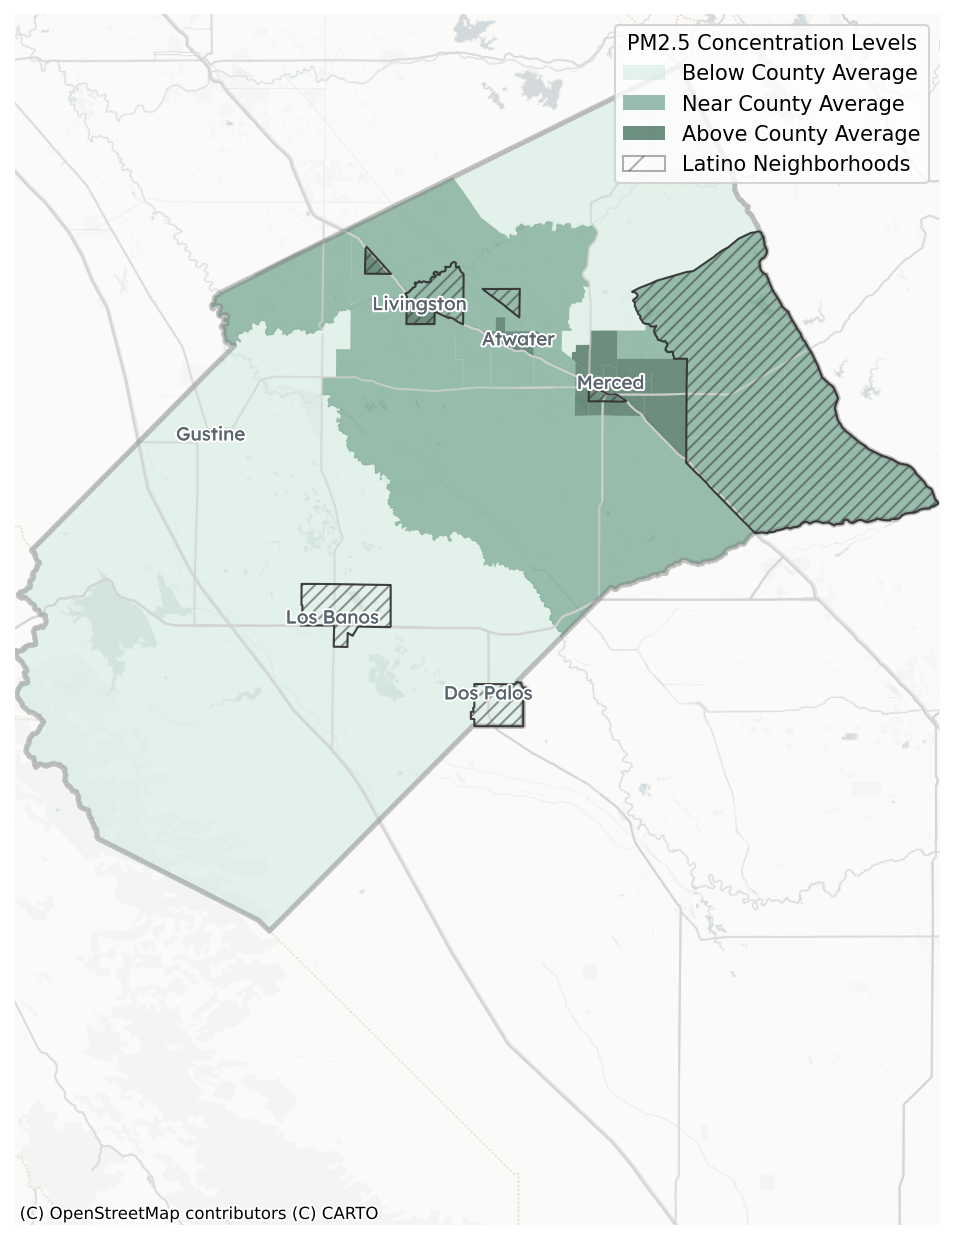 PM2.5 Concentration Levels
Below County Average
Near County Average
Above County Average
Latino Neighborhoods
Livingston
Atwater
Merced
Gustine
Los Banos
Dos Palos
(C) OpenStreetMap contributors (C) CARTO